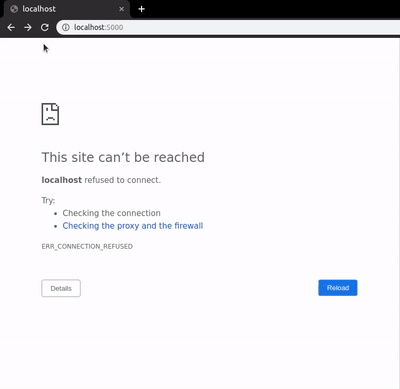 localhost
localhost:5000
This site can’t be reached
localhost refused to connect.
Try:
Checking the connection
Checking the proxy and the firewall
ERR_CONNECTION_REFUSED
Details
Reload